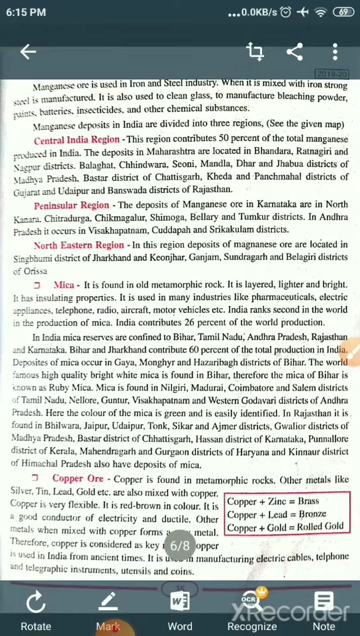 6:15 PM
...0.0KB/s
69
2019-20
Manganese ore is used in Iron and Steel industry. When it is mixed with iron strong
steel is manufactured. It is also used to clean glass, to manufacture bleaching powder,
paints, batteries, insecticides, and other chemical substances.
Manganese deposits in India are divided into three regions, (See the given map)
Central India Region - This region contributes 50 percent of the total manganese
produced in India. The deposits in Maharashtra are located in Bhandara, Ratnagiri and
Nagpur districts. Balaghat, Chhindwara, Seoni, Mandla, Dhar and Jhabua districts of
Madhya Pradesh, Bastar district of Chattisgarh, Kheda and Panchmahal districts of
Gujarat and Udaipur and Banswada districts of Rajasthan.
Peninsular Region - The deposits of Manganese ore in Karnataka are in North
Kanara, Chitradurga, Chikmagalur, Shimoga, Bellary and Tumkur districts. In Andhra
Pradesh it occurs in Visakhapatnam, Cuddapah and Srikakulam districts.
North Eastern Region - In this region deposits of magnanese ore are located in
Singbhumi district of Jharkhand and Keonjhar, Ganjam, Sundragarh and Belagiri districts
of Orissa
❑ Mica - It is found in old metamorphic rock. It is layered, lighter and bright.
It has insulating properties. It is used in many industries like pharmaceuticals, electric
appliances, telephone, radio, aircraft, motor vehicles etc. India ranks second in the world
in the production of mica. India contributes 26 percent of the world production.
In India mica reserves are confined to Bihar, Tamil Nadu, Andhra Pradesh, Rajasthan
and Karnataka. Bihar and Jharkhand contribute 60 percent of the total production in India.
Deposites of mica occur in Gaya, Monghyr and Hazaribagh districts of Bihar. The world
famous high quality bright white mica is found in Bihar, therefore the mica of Bihar is
known as Ruby Mica. Mica is found in Nilgiri, Madurai, Coimbatore and Salem districts
of Tamil Nadu, Nellore, Guntur, Visakhapatnam and Western Godavari districts of Andhra
Pradesh. Here the colour of the mica is green and is easily identified. In Rajasthan it is
found in Bhilwara, Jaipur, Udaipur, Tonk, Sikar and Ajmer districts, Gwalior districts of
Madhya Pradesh, Bastar district of Chhattisgarh, Hassan district of Karnataka, Punnallore
district of Kerala, Mahendragarh and Gurgaon districts of Haryana and Kinnaur district
of Himachal Pradesh also have deposits of mica.
❑ Copper Ore - Copper is found in metamorphic rocks. Other metals like
Silver, Tin, Lead, Gold etc. are also mixed with copper.
Copper is very flexible. It is red-brown in colour. It is
a good conductor of electricity and ductile. Other
metals when mixed with copper forms metal.
Therefore, copper is considered as key opper
is used in India from ancient times. It is used in manufacturing electric cables, telphone
and telegraphic instruments, utensils and coins.
Copper + Zinc = Brass
Copper + Lead = Bronze
Copper + Gold = Rolled Gold
6/8
Rotate
Mark
Word
OCR
Recognize
Note
XRecorder